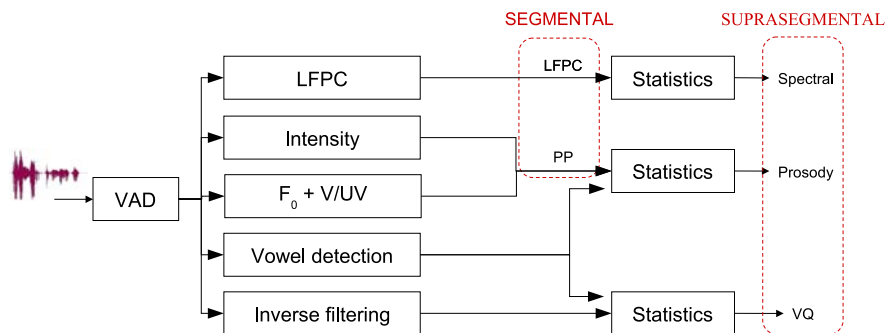 SEGMENTAL
SUPRASEGMENTAL
LFPC
LFPC
Statistics
Spectral
Intensity
PP
Statistics
Prosody
VAD
F0 + V/UV
Vowel detection
Inverse filtering
Statistics
VQ